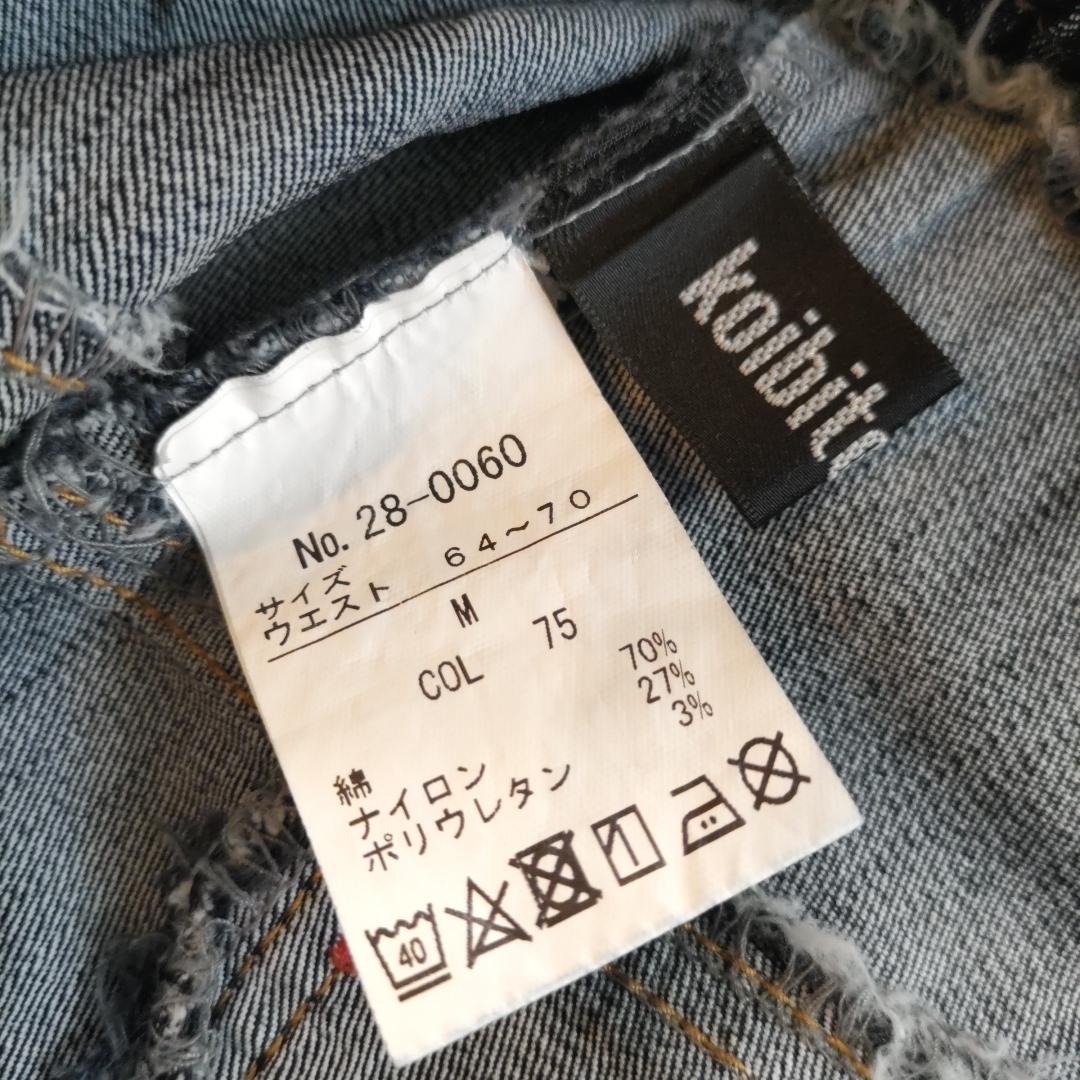 No. 28-0060
サイズ
ウエスト 64～70
M
COL 75
綿 70%
ナイロン 27%
ポリウレタン 3%
40
koibito